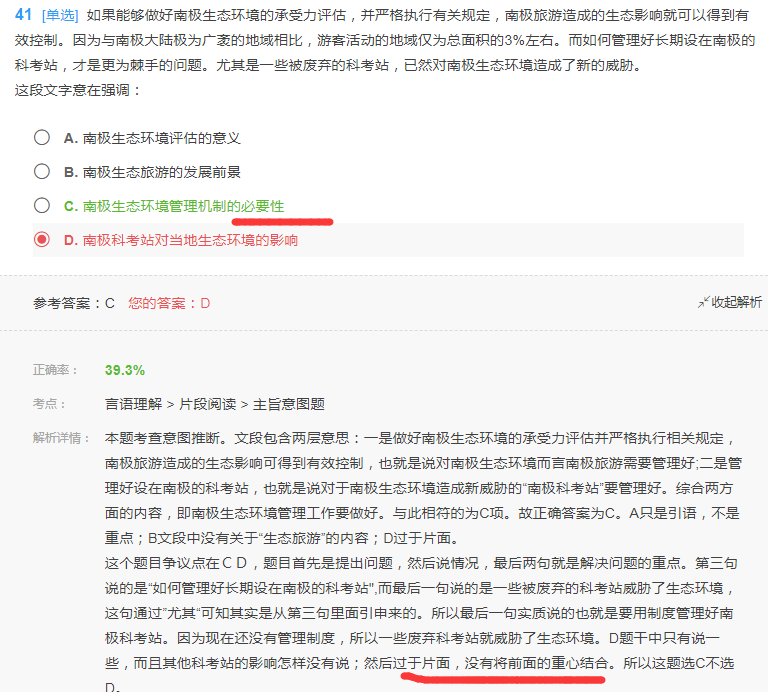 41 [单选] 如果能够做好南极生态环境的承受力评估，并严格执行有关规定，南极旅游造成的生态影响就可以得到有
效控制。因为与南极大陆极为广袤的地域相比，游客活动的地域仅为总面积的3%左右。而如何管理好长期设在南极的
科考站，才是更为棘手的问题。尤其是一些被废弃的科考站，已然对南极生态环境造成了新的威胁。
这段文字意在强调：
A. 南极生态环境评估的意义
B. 南极生态旅游的发展前景
C. 南极生态环境管理机制的必要性
D. 南极科考站对当地生态环境的影响
参考答案：C 您的答案：D 收起解析
正确率： 39.3%
考点： 言语理解 > 片段阅读 > 主旨意图题
解析详情： 本题考查意图推断。文段包含两层意思：一是做好南极生态环境的承受力评估并严格执行相关规定，
南极旅游造成的生态影响可得到有效控制，也就是说对南极生态环境而言南极旅游需要管理好;二是管
理好设在南极的科考站，也就是说对于南极生态环境造成新威胁的“南极科考站”要管理好。综合两方
面的内容，即南极生态环境管理工作要做好。与此相符的为C项。故正确答案为C。A只是引语，不是
重点；B文段中没有关于“生态旅游”的内容；D过于片面。
这个题目争议点在ＣＤ，题目首先是提出问题，然后说情况，最后两句就是解决问题的重点。第三句
说的是“如何管理好长期设在南极的科考站",而最后一句说的是一些被废弃的科考站威胁了生态环境，
这句通过”尤其“可知其实是从第三句里面引申来的。所以最后一句实质说的也就是要用制度管理好南
极科考站。因为现在还没有管理制度，所以一些废弃科考站就威胁了生态环境。D题干中只有说一
些，而且其他科考站的影响怎样没有说；然后过于片面，没有将前面的重心结合。所以这题选C不选
D。